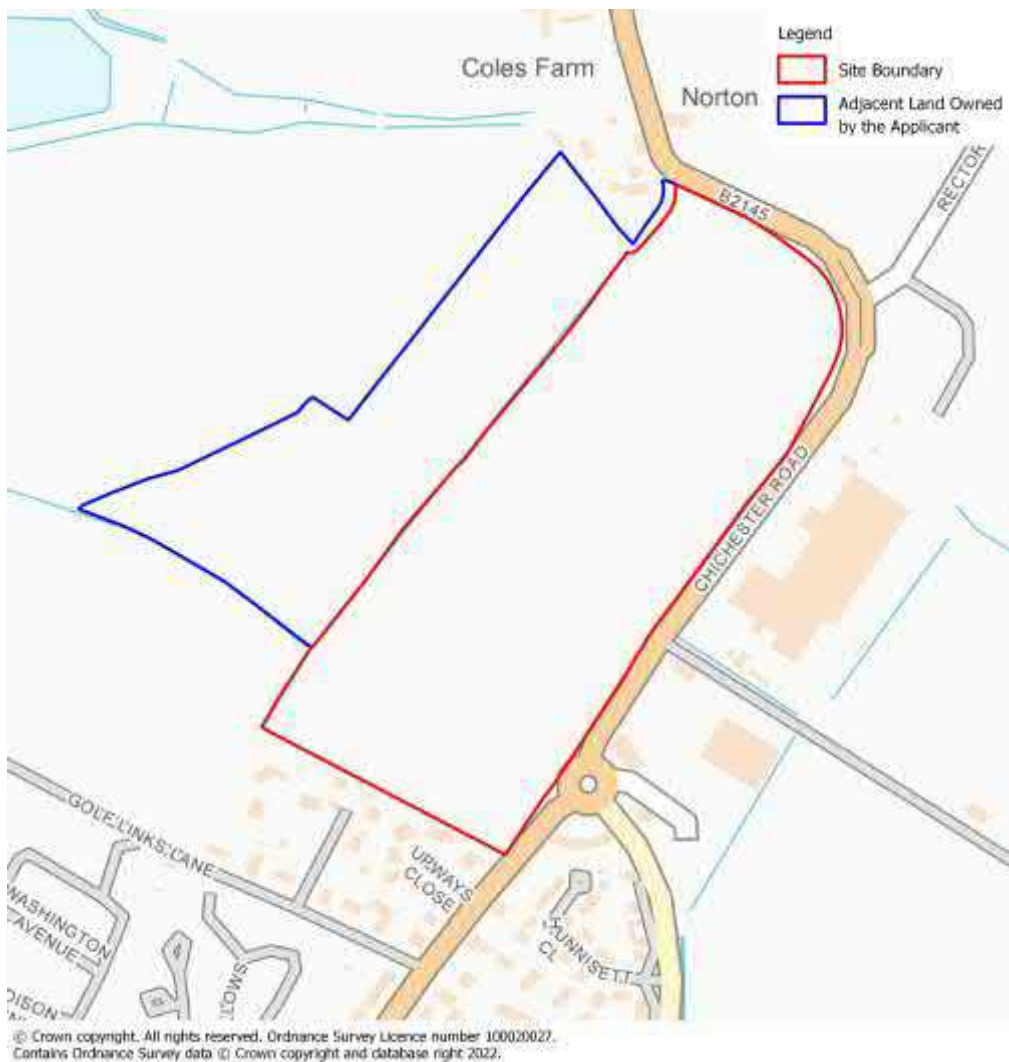 Legend
Site Boundary
Adjacent Land Owned
by the Applicant
Coles Farm
Norton
B2145
RECTOR
CHICHESTER ROAD
GOLF LINKS LANE
UPWAYS
CLOSE
WASHINGTON
AVENUE
HUNNISETT
CL
DISON
© Crown copyright. All rights reserved. Ordnance Survey Licence number 100020027.
Contains Ordnance Survey data © Crown copyright and database right 2022.